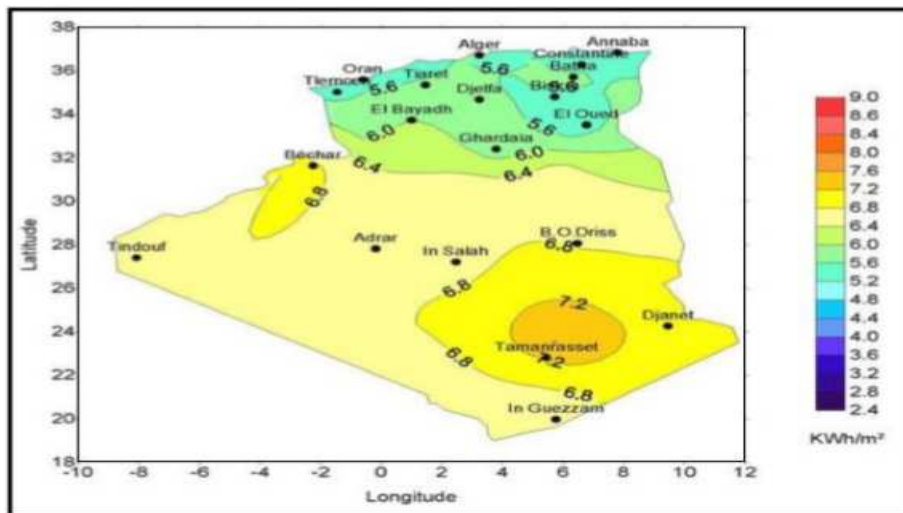 38
36
34
32
30
28
26
24
22
20
18
Latitude
Annaba
Alger
Constantine
Oran
Tiaret
5.6
Batna
Tlemcen
5.6
Djelfa
Biskra
5.6
El Bayadh
El Oued
6.0
5.6
Ghardaïa
6.0
Béchar
6.4
6.4
6.8
Adrar
In Salah
B.O.Driss
6.8
Tindouf
6.8
7.2
Djanet
Tamanrasset
7.2
6.8
6.8
In Guezzam
-10 -8 -6 -4 -2 0 2 4 6 8 10 12
Longitude
9.0
8.6
8.4
8.0
7.6
7.2
6.8
6.4
6.0
5.6
5.2
4.8
4.4
4.0
3.6
3.2
2.8
2.4
KWh/m²